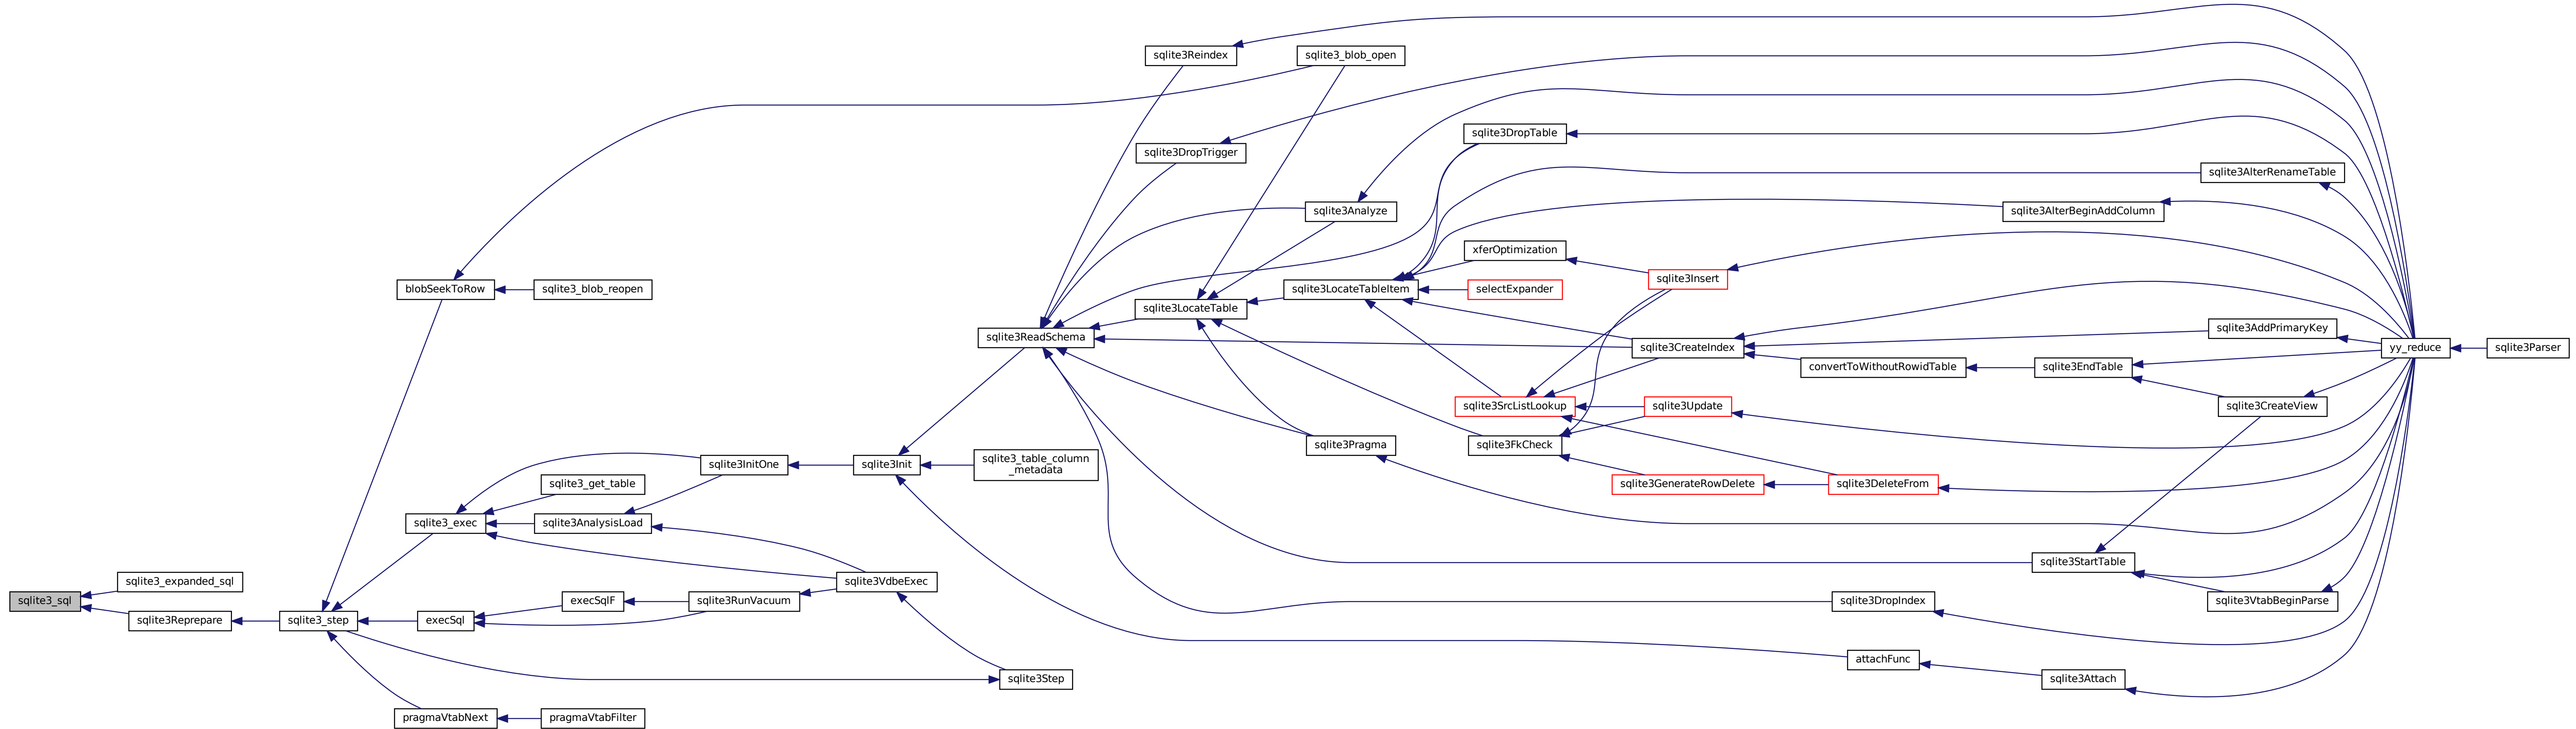 sqlite3_sql
sqlite3_expanded_sql
sqlite3Reprepare
sqlite3_step
blobSeekToRow
sqlite3_blob_reopen
sqlite3_exec
sqlite3_get_table
sqlite3AnalysisLoad
execSql
execSqlF
pragmaVtabNext
pragmaVtabFilter
sqlite3InitOne
sqlite3RunVacuum
sqlite3VdbeExec
sqlite3Init
sqlite3_table_column
_metadata
sqlite3Step
sqlite3ReadSchema
sqlite3Reindex
sqlite3DropTrigger
sqlite3LocateTable
sqlite3_blob_open
sqlite3Analyze
sqlite3LocateTableItem
sqlite3Pragma
sqlite3DropTable
xferOptimization
selectExpander
sqlite3SrcListLookup
sqlite3FkCheck
sqlite3Insert
sqlite3CreateIndex
sqlite3Update
sqlite3GenerateRowDelete
convertToWithoutRowidTable
sqlite3DeleteFrom
sqlite3DropIndex
attachFunc
sqlite3AlterRenameTable
sqlite3AlterBeginAddColumn
sqlite3AddPrimaryKey
sqlite3EndTable
sqlite3CreateView
sqlite3StartTable
sqlite3VtabBeginParse
sqlite3Attach
yy_reduce
sqlite3Parser